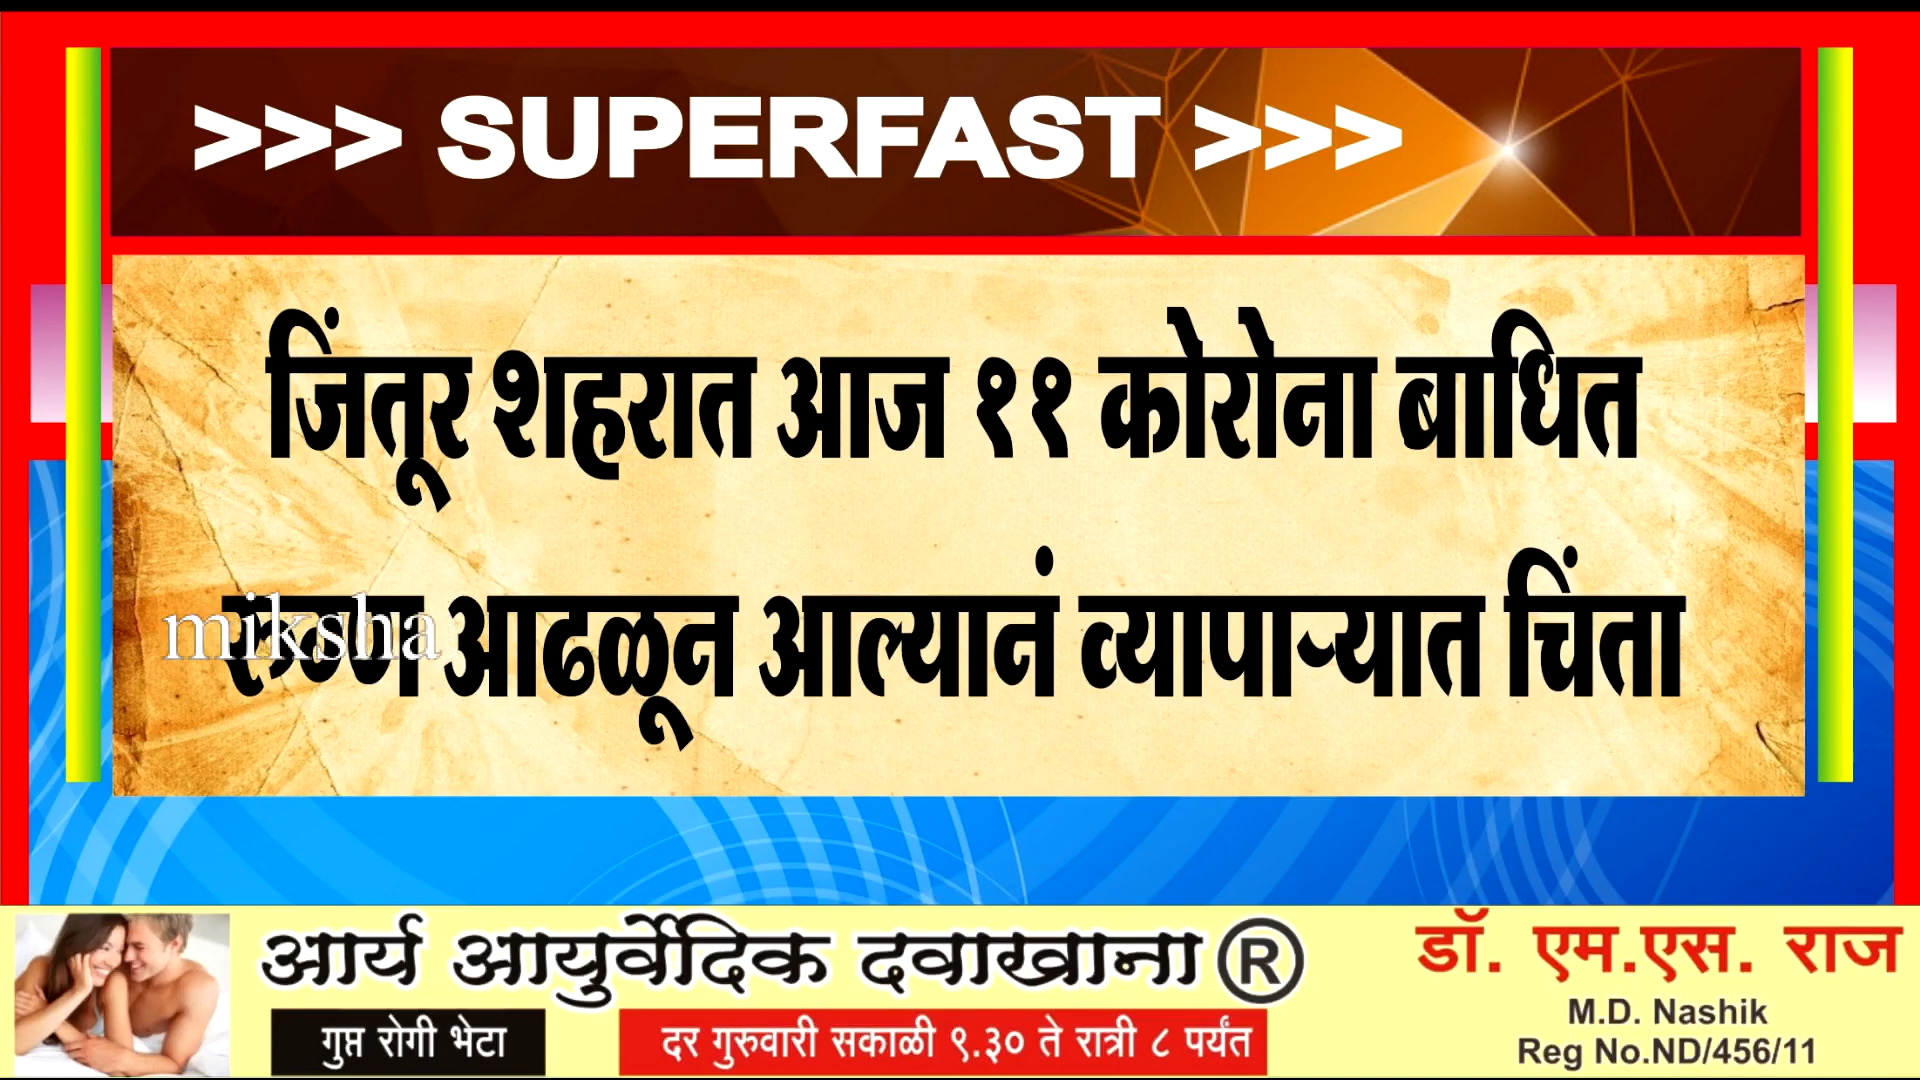 >>> SUPERFAST >>>
जिंतूर शहरात आज ११ कोरोना बाधित
रुग्ण आढळून आल्यानं व्यापाऱ्यात चिंता
miksha
आर्य आयुर्वेदिक दवाखाना ®
गुप्त रोगी भेटा
दर गुरुवारी सकाळी ९.३० ते रात्री ८ पर्यंत
डॉ. एम.एस. राज
M.D. Nashik
Reg No.ND/456/11